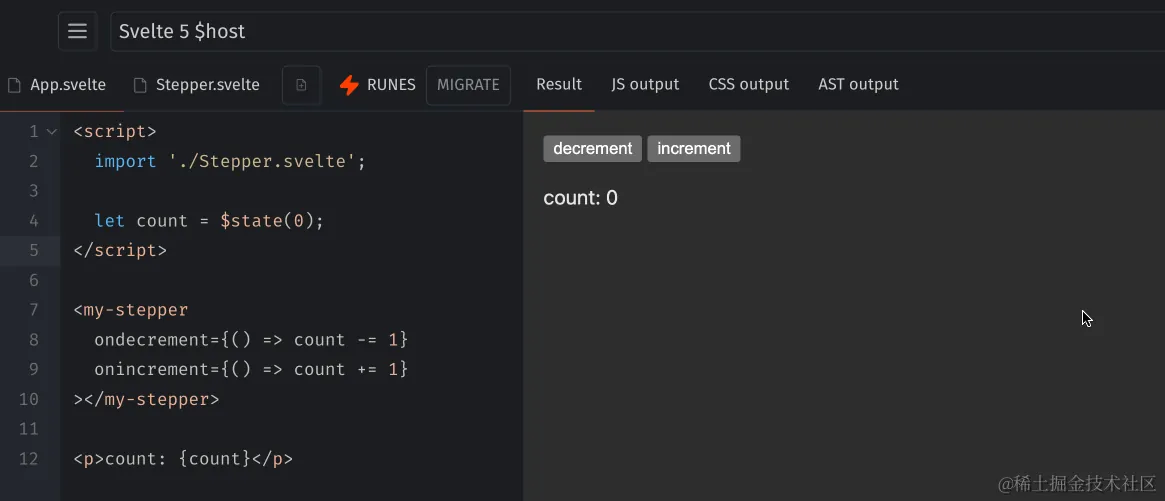 Svelte 5 $host
App.svelte Stepper.svelte RUNES MIGRATE Result JS output CSS output AST output
1 <script>
2 import './Stepper.svelte';
3
4 let count = $state(0);
5 </script>
6
7 <my-stepper
8 ondecrement={() => count -= 1}
9 onincrement={() => count += 1}
10 ></my-stepper>
11
12 <p>count: {count}</p>
decrement increment
count: 0
@稀土掘金技术社区